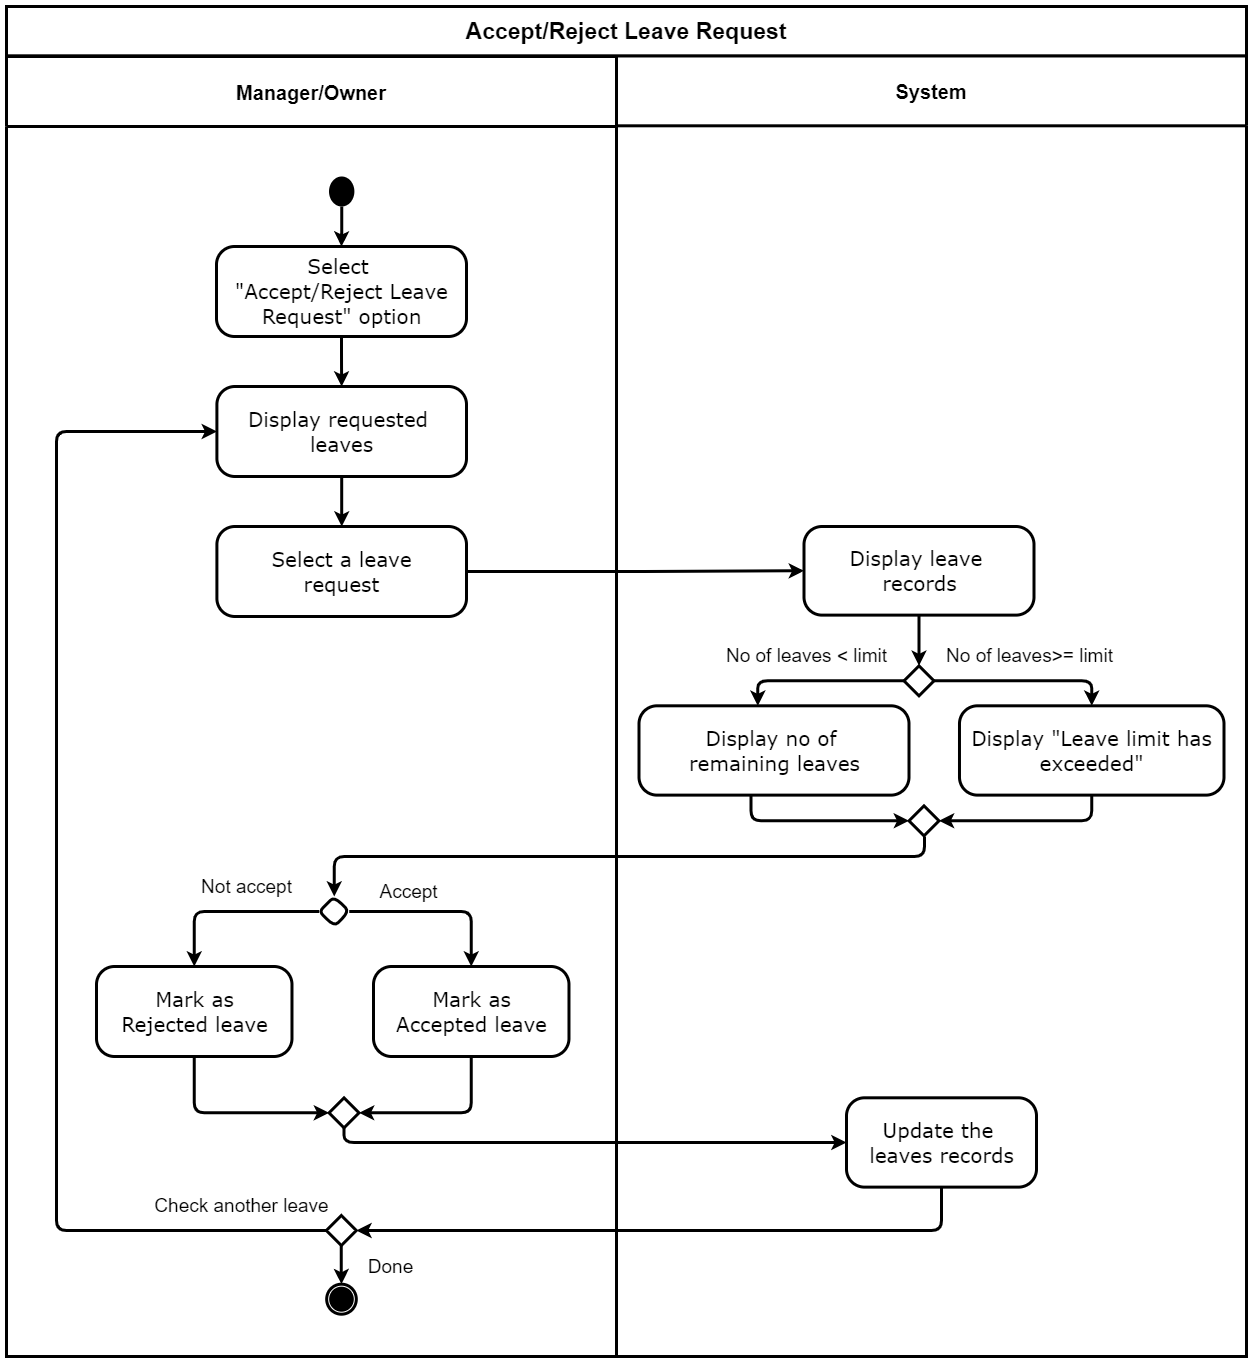 Accept/Reject Leave Request
Manager/Owner
System
Select
"Accept/Reject Leave
Request" option
Display requested
leaves
Select a leave
request
Display leave
records
No of leaves < limit
No of leaves>= limit
Display no of
remaining leaves
Display "Leave limit has
exceeded"
Not accept
Accept
Mark as
Rejected leave
Mark as
Accepted leave
Update the
leaves records
Check another leave
Done